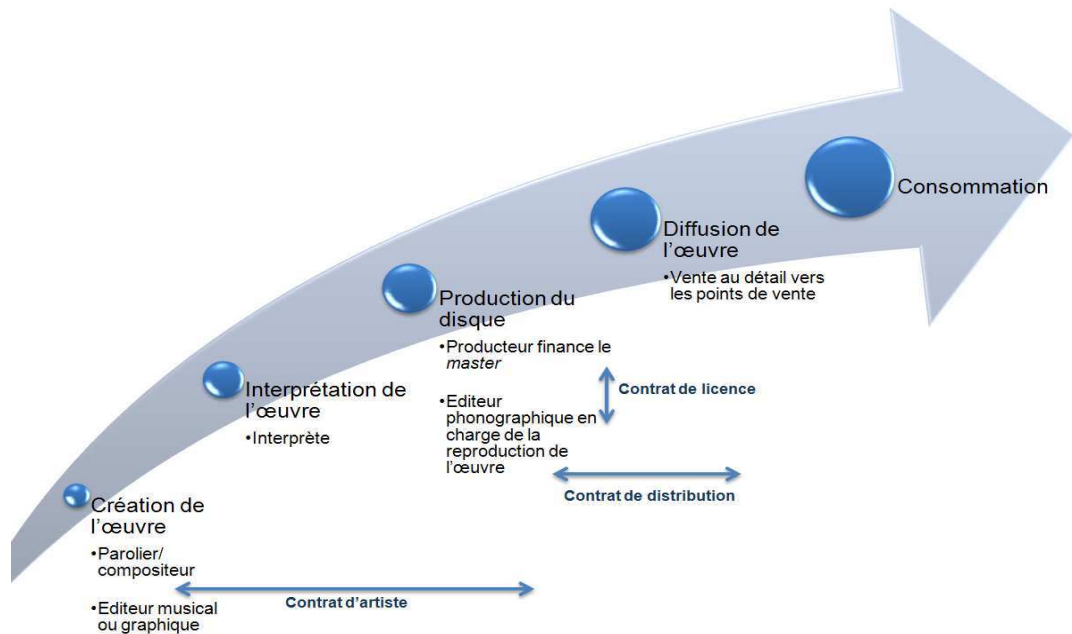 Création de
l'œuvre
•Parolier/
compositeur
•Editeur musical
ou graphique
Interprétation de
l'œuvre
•Interprète
Production du
disque
•Producteur finance le
master
•Editeur
phonographique en
charge de la
reproduction de
l'œuvre
Diffusion de
l'œuvre
•Vente au détail vers
les points de vente
Consommation
Contrat de licence
Contrat de distribution
Contrat d'artiste